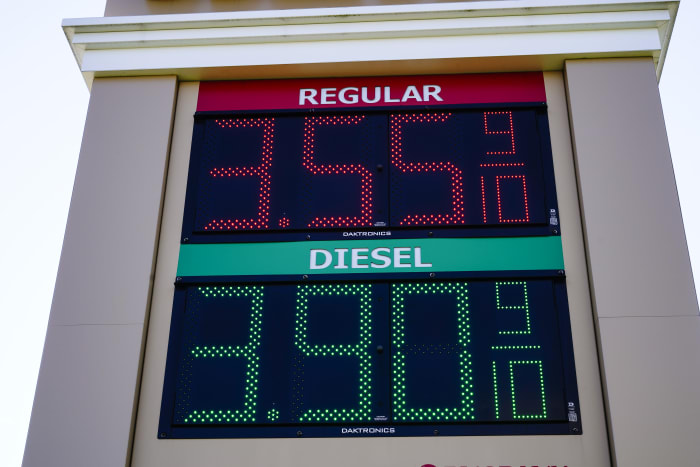 REGULAR
3.55 9/10
DAKTRONICS
DIESEL
3.90 9/10
DAKTRONICS